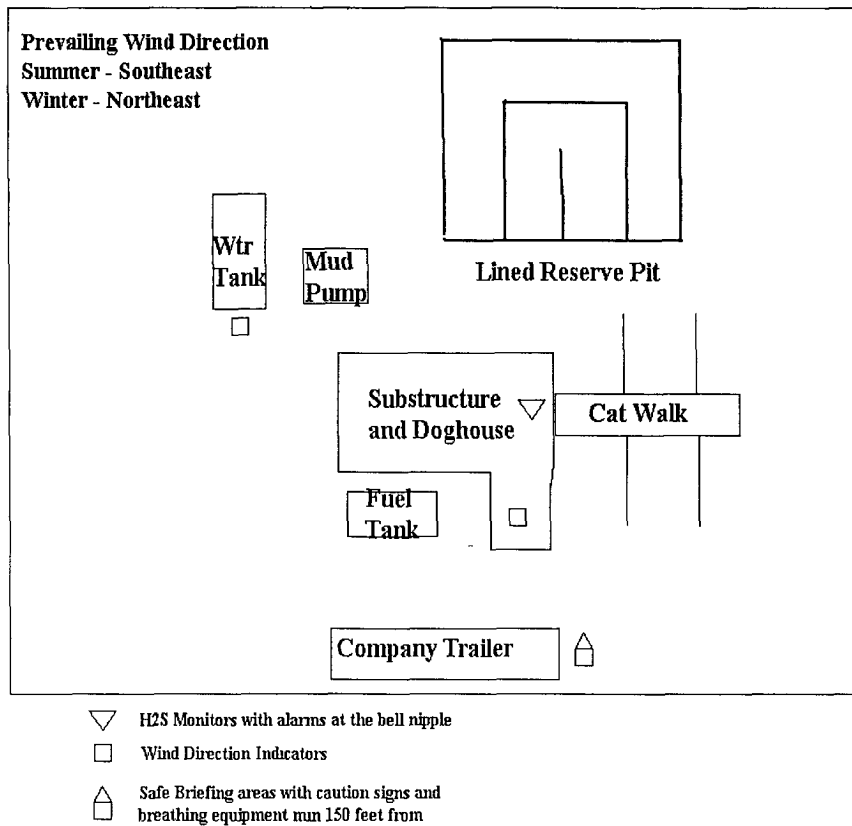 Prevailing Wind Direction
Summer - Southeast
Winter - Northeast
Wtr
Tank
Mud
Pump
Lined Reserve Pit
Substructure
and Doghouse
Cat Walk
Fuel
Tank
Company Trailer
H2S Monitors with alarms at the bell nipple
Wind Direction Indicators
Safe Briefing areas with caution signs and
breathing equipment mun 150 feet from